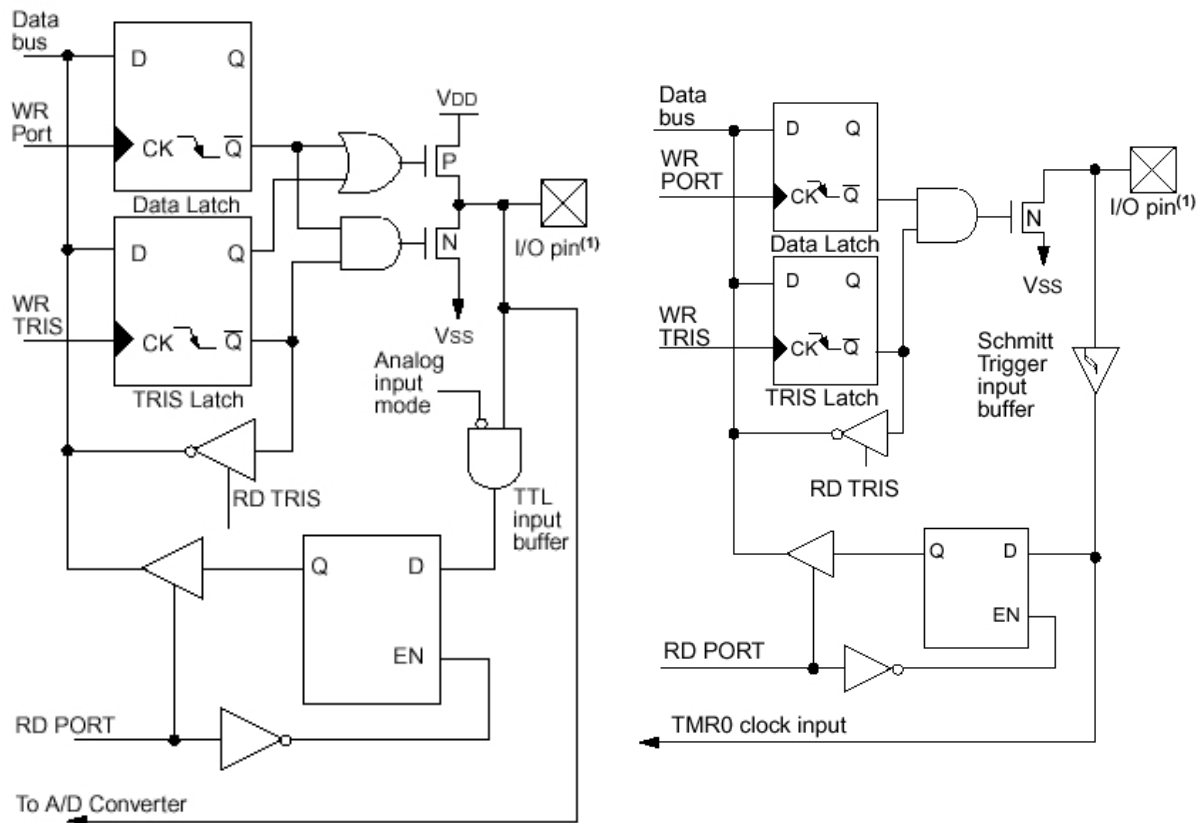 Data
bus
D
Q
WR
Port
CK
Q
Data Latch
VDD
P
N
I/O pin(1)
VSS
D
Q
WR
TRIS
CK
Q
TRIS Latch
Analog
input
mode
RD TRIS
TTL
input
buffer
Q
D
EN
RD PORT
To A/D Converter
Data
bus
D
Q
WR
PORT
CK
Q
Data Latch
N
I/O pin(1)
VSS
D
Q
WR
TRIS
CK
Q
TRIS Latch
Schmitt
Trigger
input
buffer
RD TRIS
Q
D
EN
RD PORT
TMR0 clock input